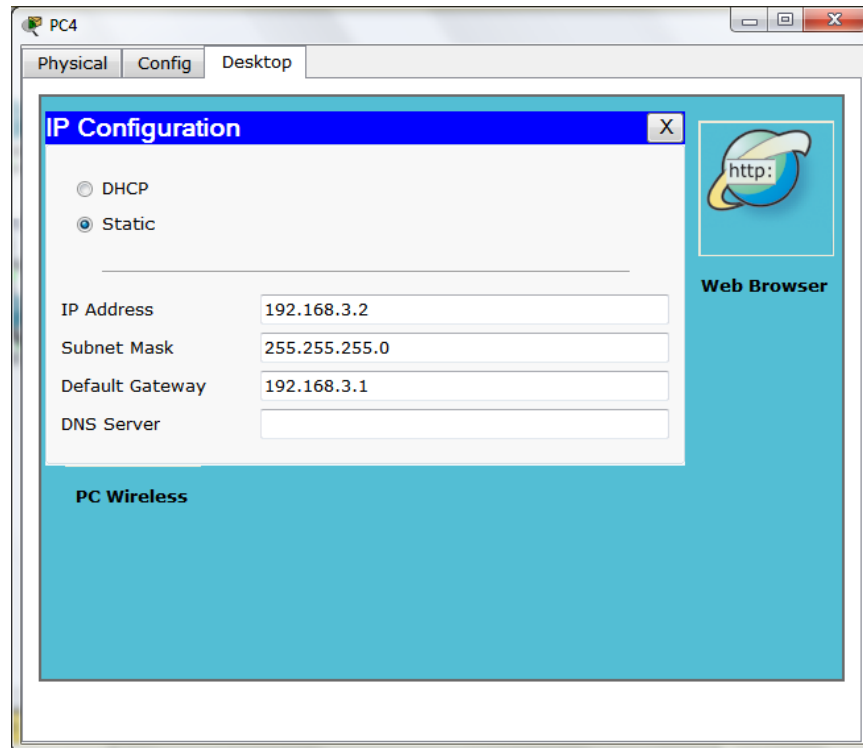 PC4
Physical Config Desktop
IP Configuration X
http:
DHCP
Static
Web Browser
IP Address 192.168.3.2
Subnet Mask 255.255.255.0
Default Gateway 192.168.3.1
DNS Server
PC Wireless